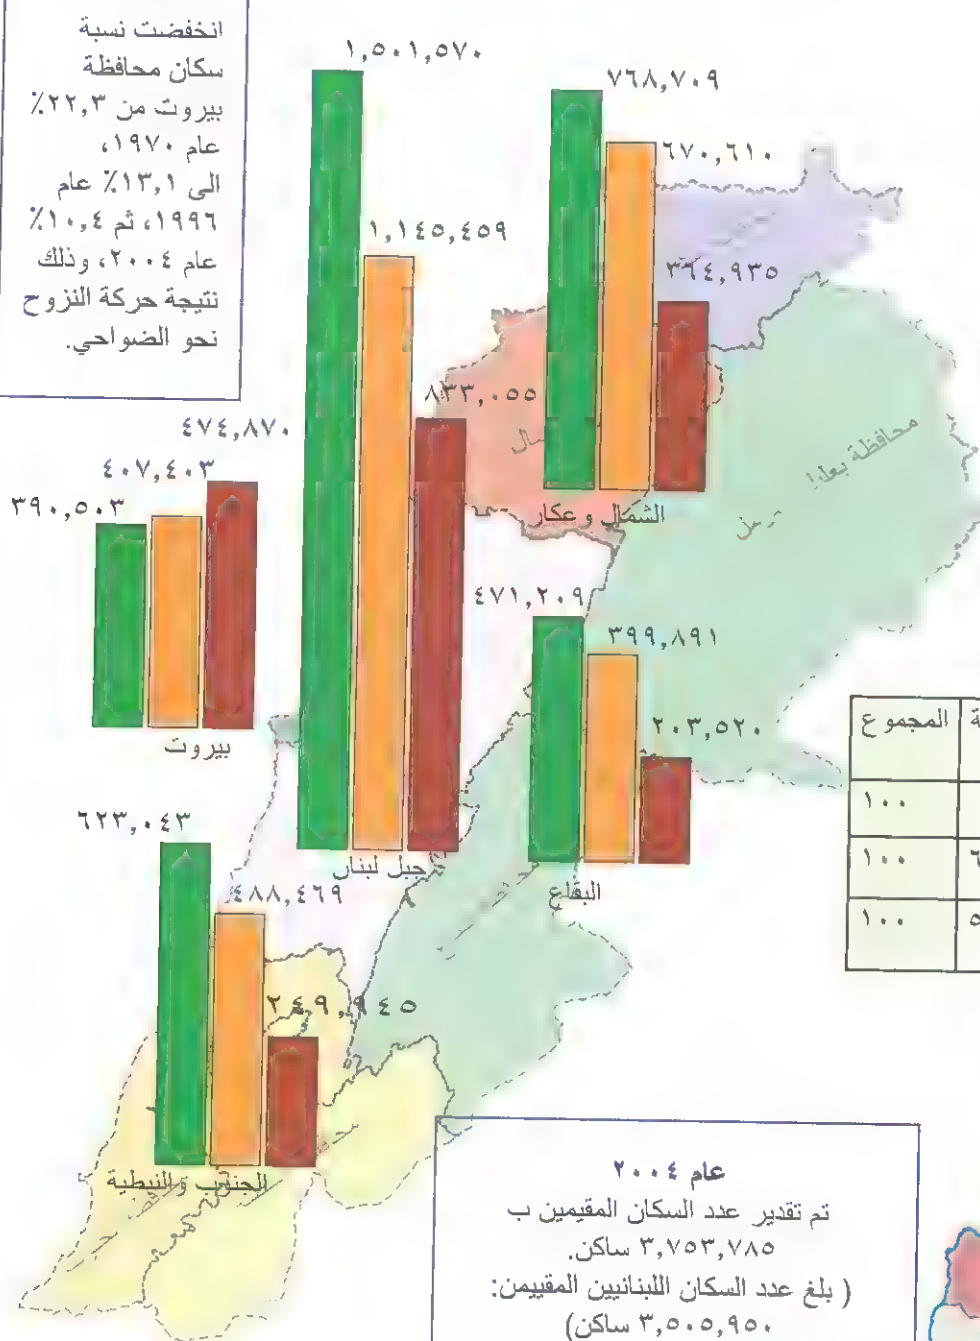 انخفضت نسبة
سكان محافظة
بيروت من ٢٢,٣٪
عام ١٩٧٠،
الى ١٣,١٪ عام
١٩٩٦، ثم ١٠,٤٪
عام ٢٠٠٤، وذلك
نتيجة حركة النزوح
نحو الضواحي.
١,٥٠١,٥٧٠
١,١٤٥,٤٥٩
٨٣٣,٠٥٥
جبل لبنان
٧٦٨,٧٠٩
٦٧٠,٦١٠
٣٦٤,٩٣٥
الشمال وعكار
محافظة
٤٧٤,٨٧٠
٤٠٧,٤٠٣
٣٩٠,٥٠٣
بيروت
٤٧١,٢٠٩
٣٩٩,٨٩١
٢٠٣,٥٢٠
البقاع
٦٢٣,٠٤٣
٤٨٨,٤٦٩
٢٤٩,٩٤٥
الجنوب والنبطية
المجموع
١٠٠
١٠٠ ٦
١٠٠ ٥
عام ٢٠٠٤
تم تقدير عدد السكان المقيمين ب
٣,٧٥٣,٧٨٥ ساكن.
( بلغ عدد السكان اللبنانيين المقييمن:
٣,٥٠٥,٩٥٠ ساكن)